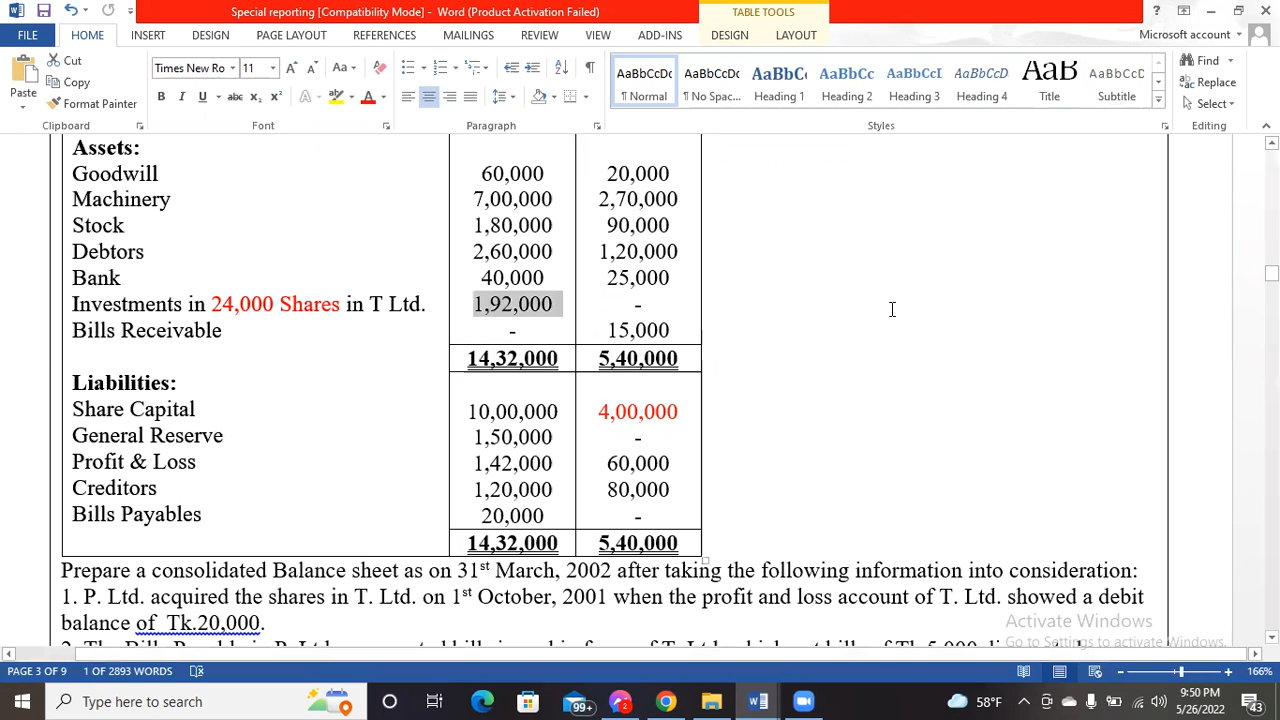 Special reporting [Compatibility Mode] - Word (Product Activation Failed)
TABLE TOOLS
FILE HOME INSERT DESIGN PAGE LAYOUT REFERENCES MAILINGS REVIEW VIEW ADD-INS DESIGN LAYOUT Microsoft account
Paste Cut
Copy
Format Painter
Times New Ro 11 Aa
B I U abc x₂ x² A
AaBbCcDc AaBbCcDc AaBbCc AaBbCcC AaBbCcI AaBbCcD AaB AaBbCcD
¶ Normal ¶ No Spac... Heading 1 Heading 2 Heading 3 Heading 4 Title Subtitle
Find
Replace
Select
Clipboard Font Paragraph Styles Editing
Assets:
Goodwill 60,000 20,000
Machinery 7,00,000 2,70,000
Stock 1,80,000 90,000
Debtors 2,60,000 1,20,000
Bank 40,000 25,000
Investments in 24,000 Shares in T Ltd. 1,92,000 -
Bills Receivable - 15,000
14,32,000 5,40,000
Liabilities:
Share Capital 10,00,000 4,00,000
General Reserve 1,50,000 -
Profit & Loss 1,42,000 60,000
Creditors 1,20,000 80,000
Bills Payables 20,000 -
14,32,000 5,40,000
Prepare a consolidated Balance sheet as on 31st March, 2002 after taking the following information into consideration:
1. P. Ltd. acquired the shares in T. Ltd. on 1st October, 2001 when the profit and loss account of T. Ltd. showed a debit
balance of Tk.20,000.
Activate Windows
Go to Settings to activate Windows.
PAGE 3 OF 9 1 OF 2893 WORDS 166%
Type here to search 99+ 2 58°F 9:50 PM
5/26/2022 43